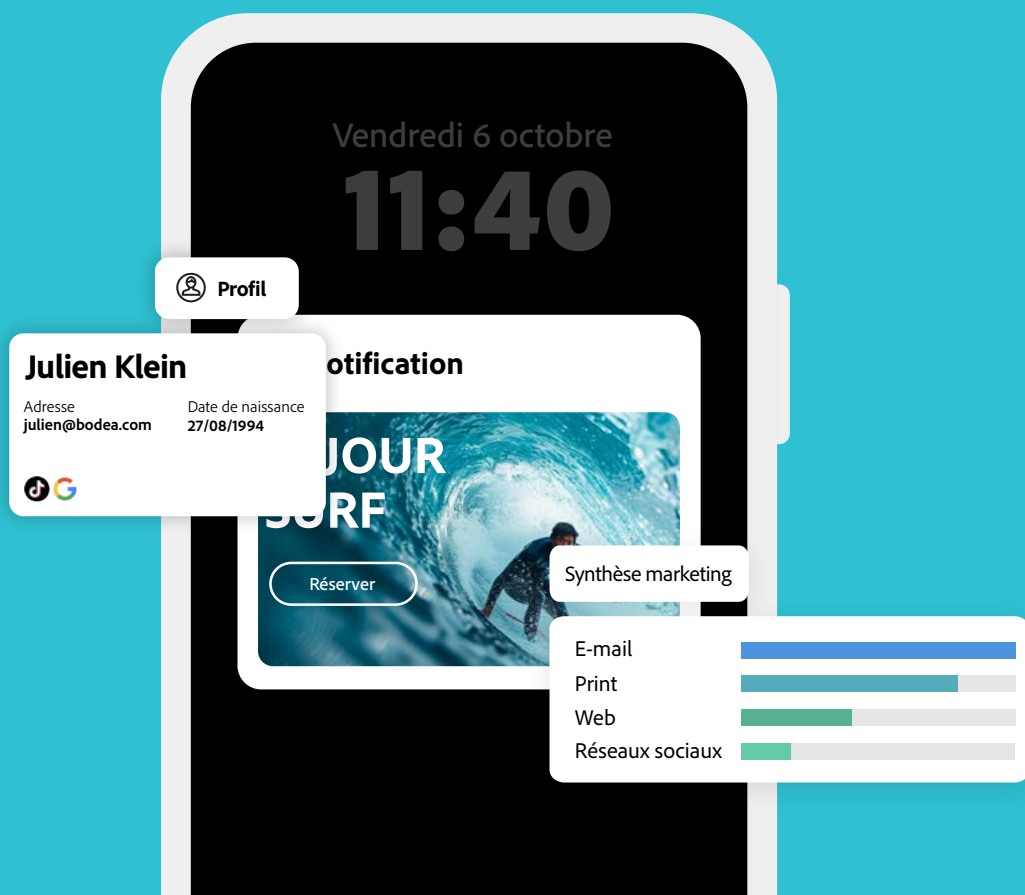 Vendredi 6 octobre
11:40
Profil
Julien Klein
Adresse
julien@bodea.com
Date de naissance
27/08/1994
otification
JOUR
SURF
Réserver
Synthèse marketing
E-mail
Print
Web
Réseaux sociaux